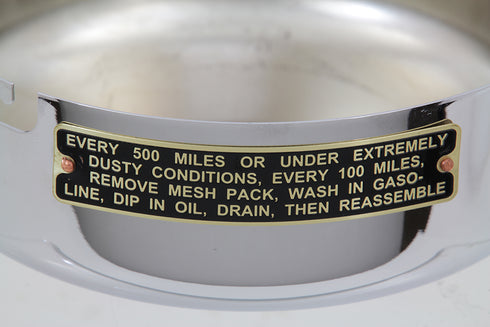 EVERY 500 MILES OR UNDER EXTREMELY
DUSTY CONDITIONS, EVERY 100 MILES,
REMOVE MESH PACK, WASH IN GASO-
LINE, DIP IN OIL, DRAIN, THEN REASSEMBLE